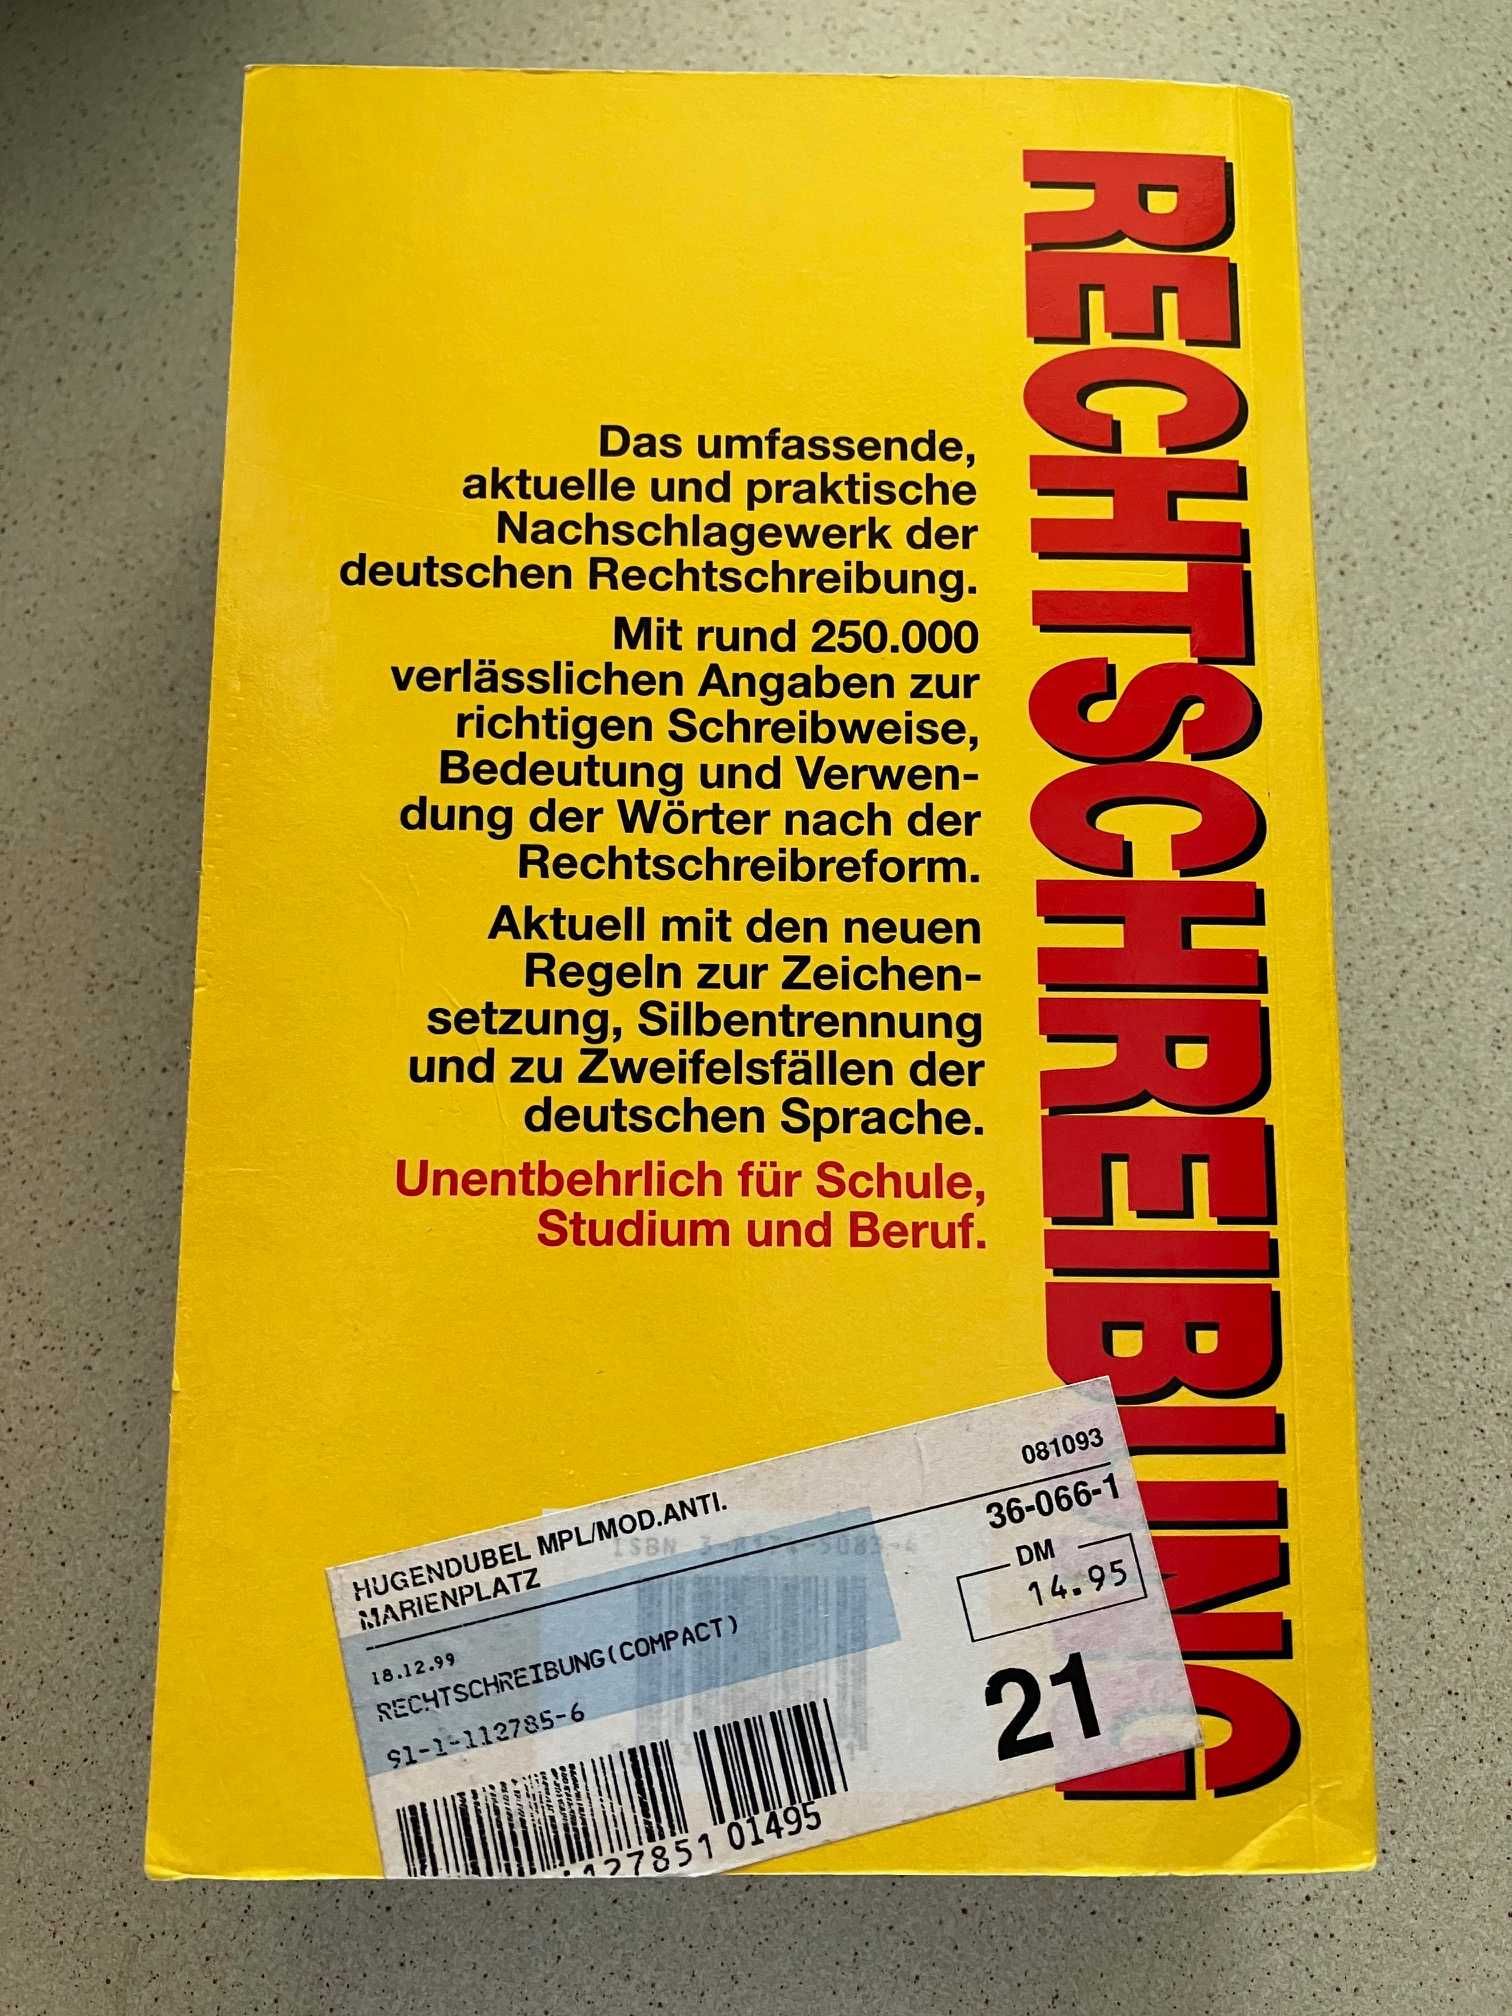 RECHTSCHREIBUNG
Das umfassende,
aktuelle und praktische
Nachschlagewerk der
deutschen Rechtschreibung.
Mit rund 250.000
verlässlichen Angaben zur
richtigen Schreibweise,
Bedeutung und Verwen-
dung der Wörter nach der
Rechtschreibreform.
Aktuell mit den neuen
Regeln zur Zeichen-
setzung, Silbentrennung
und zu Zweifelsfällen der
deutschen Sprache.
Unentbehrlich für Schule,
Studium und Beruf.
081093
HUGENDUBEL MPL/MOD.ANTI.
MARIENPLATZ
36-066-1
18.12.99
DM
14.95
RECHTSCHREIBUNG(COMPACT)
91-1-112785-6
21
127851 01495
ISBN